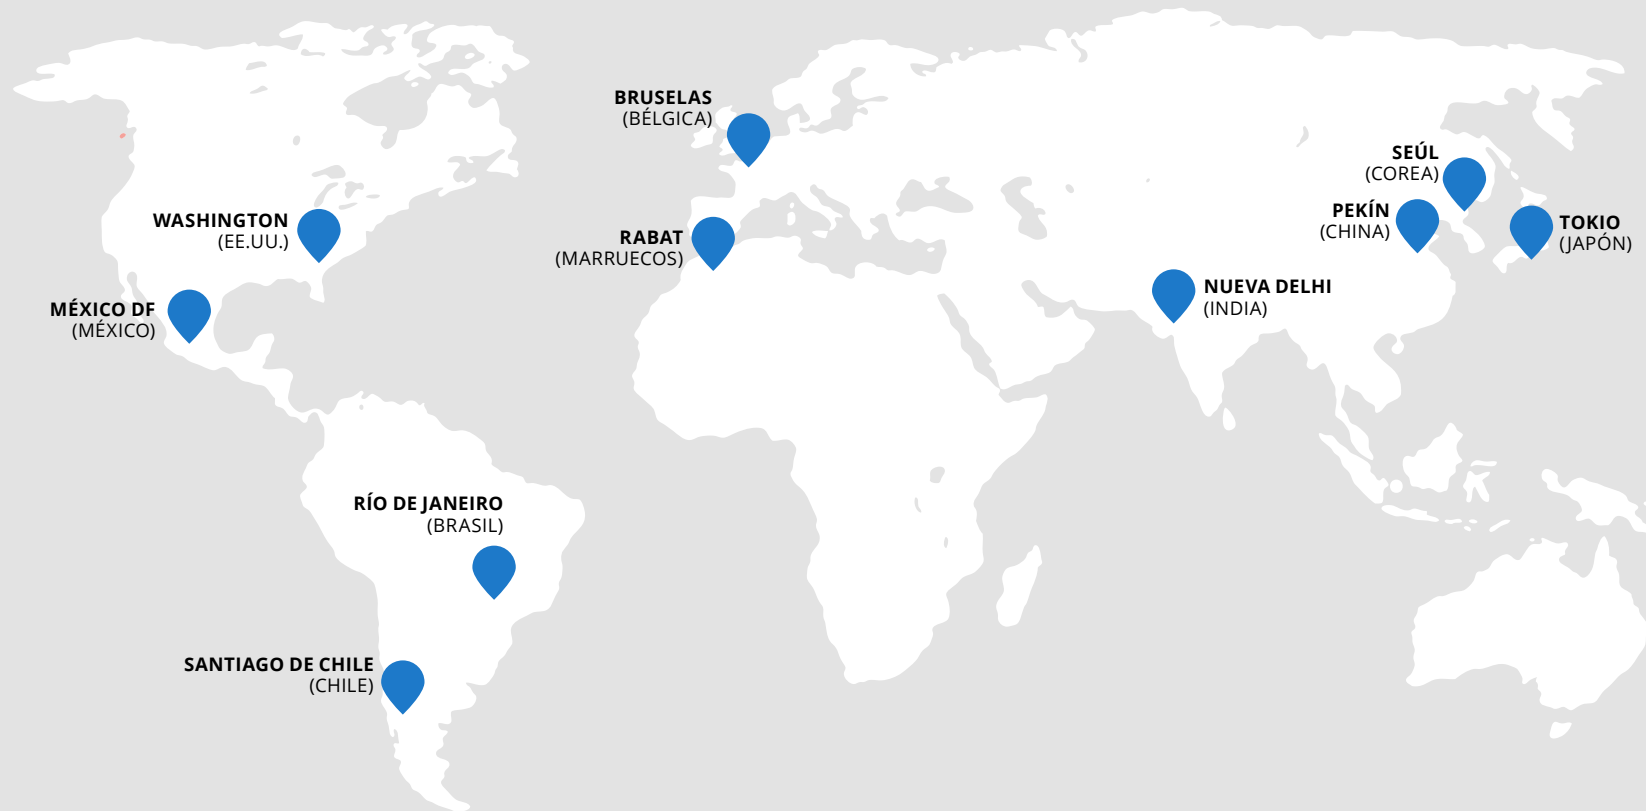 BRUSELAS
(BÉLGICA)
SEÚL
(COREA)
PEKÍN
(CHINA)
TOKIO
(JAPÓN)
WASHINGTON
(EE.UU.)
RABAT
(MARRUECOS)
NUEVA DELHI
(INDIA)
MÉXICO DF
(MÉXICO)
RÍO DE JANEIRO
(BRASIL)
SANTIAGO DE CHILE
(CHILE)